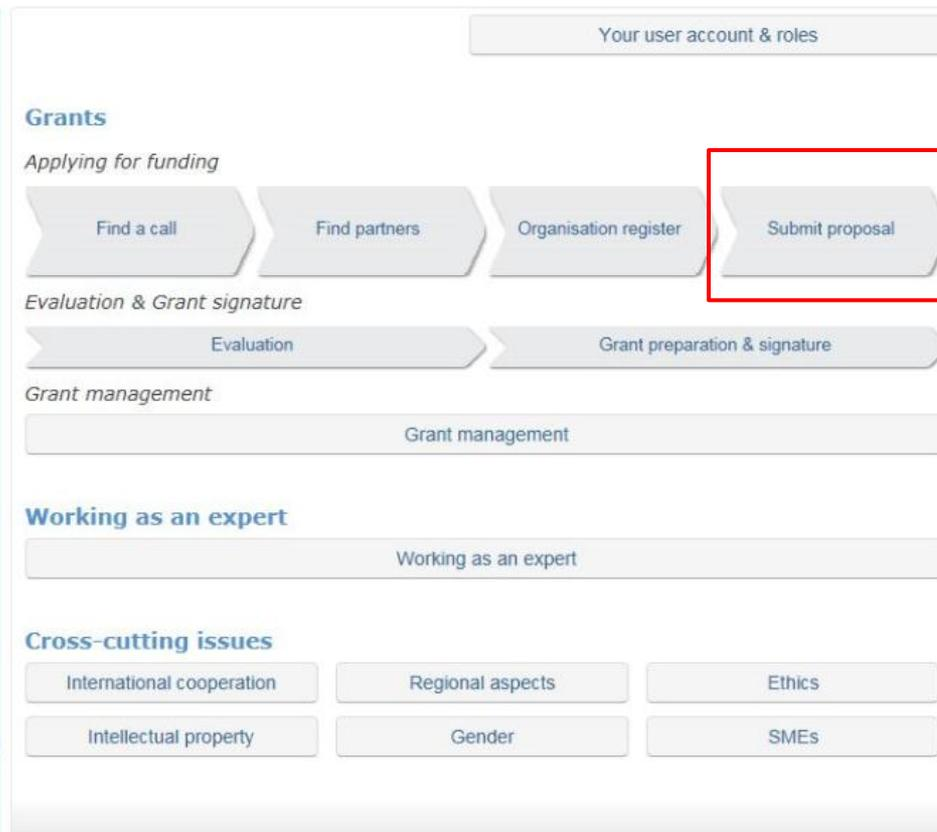 Your user account & roles
Grants
Applying for funding
Find a call
Find partners
Organisation register
Submit proposal
Evaluation & Grant signature
Evaluation
Grant preparation & signature
Grant management
Grant management
Working as an expert
Working as an expert
Cross-cutting issues
International cooperation
Regional aspects
Ethics
Intellectual property
Gender
SMEs